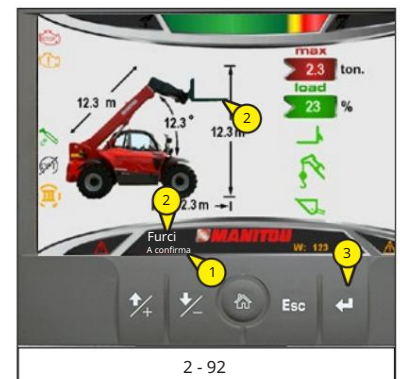 max
2.3 ton.
load
23 %
12.3 m
12.3 °
12.3 m
2
2
2.3 m
Furci
A confirma
MANITOU
W: 123
1
3
+
−
Esc
2 - 92